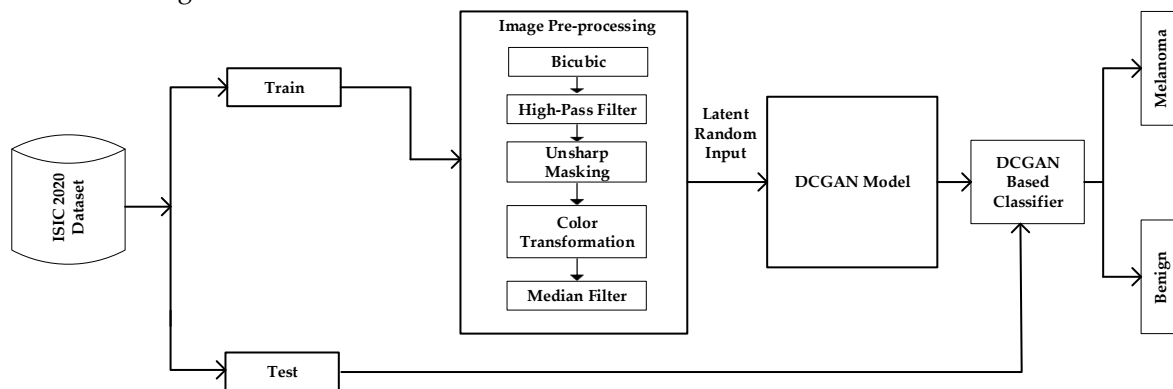 Image Pre-processing
Bicubic
High-Pass Filter
Unsharp
Masking
Color
Transformation
Median Filter
Train
Test
ISIC 2020
Dataset
Latent
Random
Input
DCGAN Model
DCGAN
Based
Classifier
Melanoma
Benign